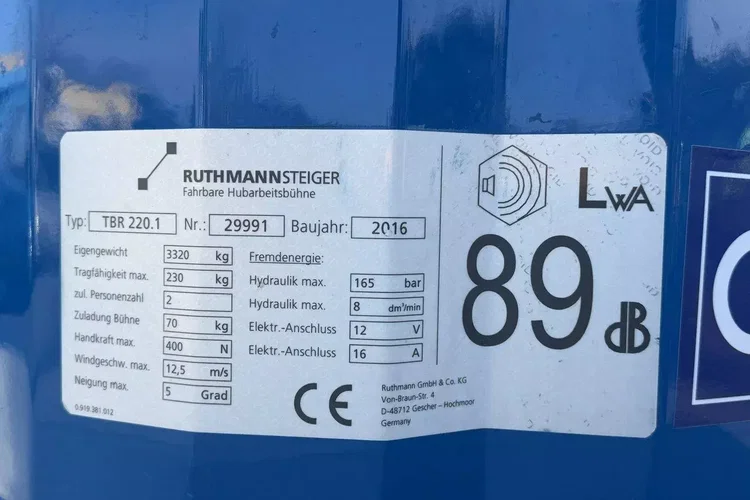 RUTHMANNSTEIGER
Fahrbare Hubarbeitsbühne
Typ: TBR 220.1 Nr.: 29991 Baujahr: 2016
Eigengewicht 3320 kg
Tragfähigkeit max. 230 kg
zul. Personenzahl 2
Zuladung Bühne 70 kg
Handkraft max. 400 N
Windgeschw. max. 12,5 m/s
Neigung max. 5 Grad
0.919.381.012
Fremdenergie:
Hydraulik max. 165 bar
Hydraulik max. 8 dm³/min
Elektr.-Anschluss 12 V
Elektr.-Anschluss 16 A
CE
Ruthmann GmbH & Co. KG
Von-Braun-Str. 4
D-48712 Gescher - Hochmoor
Germany
LWA
89 dB